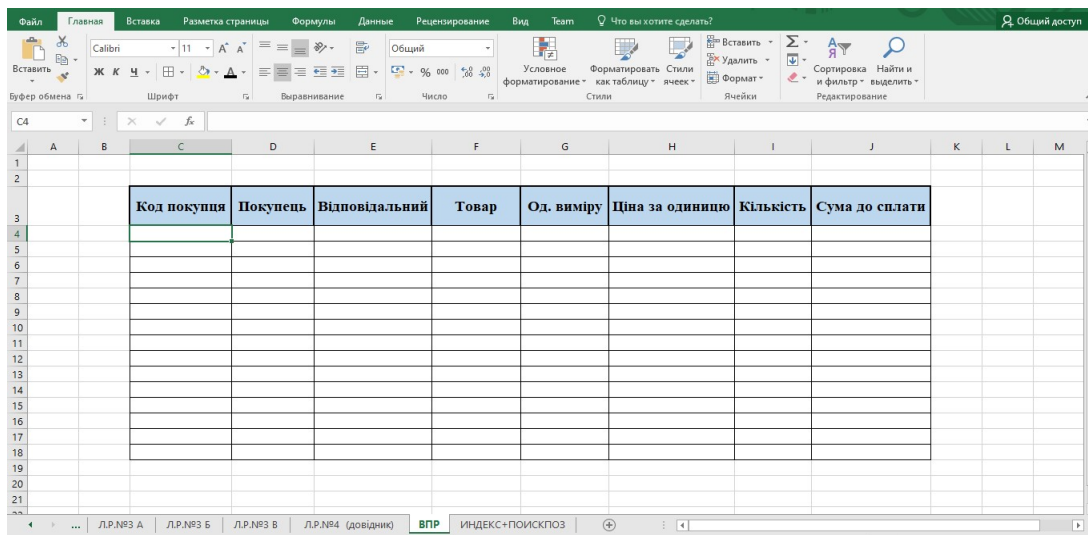 Файл Главная Вставка Разметка страницы Формулы Данные Рецензирование Вид Team Что вы хотите сделать? Общий доступ
Вставить
Буфер обмена
Calibri 11
Ж К Ч
Шрифт
Выравнивание
Общий
% 000
Число
Условное форматирование
Форматировать как таблицу
Стили ячеек
Стили
Вставить
Удалить
Формат
Ячейки
Сортировка и фильтр
Найти и выделить
Редактирование
C4 fx
A B C D E F G H I J K L M
1
2
3 Код покупця Покупець Відповідальний Товар Од. виміру Ціна за одиницю Кількість Сума до сплати
4
5
6
7
8
9
10
11
12
13
14
15
16
17
18
19
20
21
... Л.Р.№3 А Л.Р.№3 Б Л.Р.№3 В Л.Р.№4 (довідник) ВПР ИНДЕКС+ПОИСКПОЗ